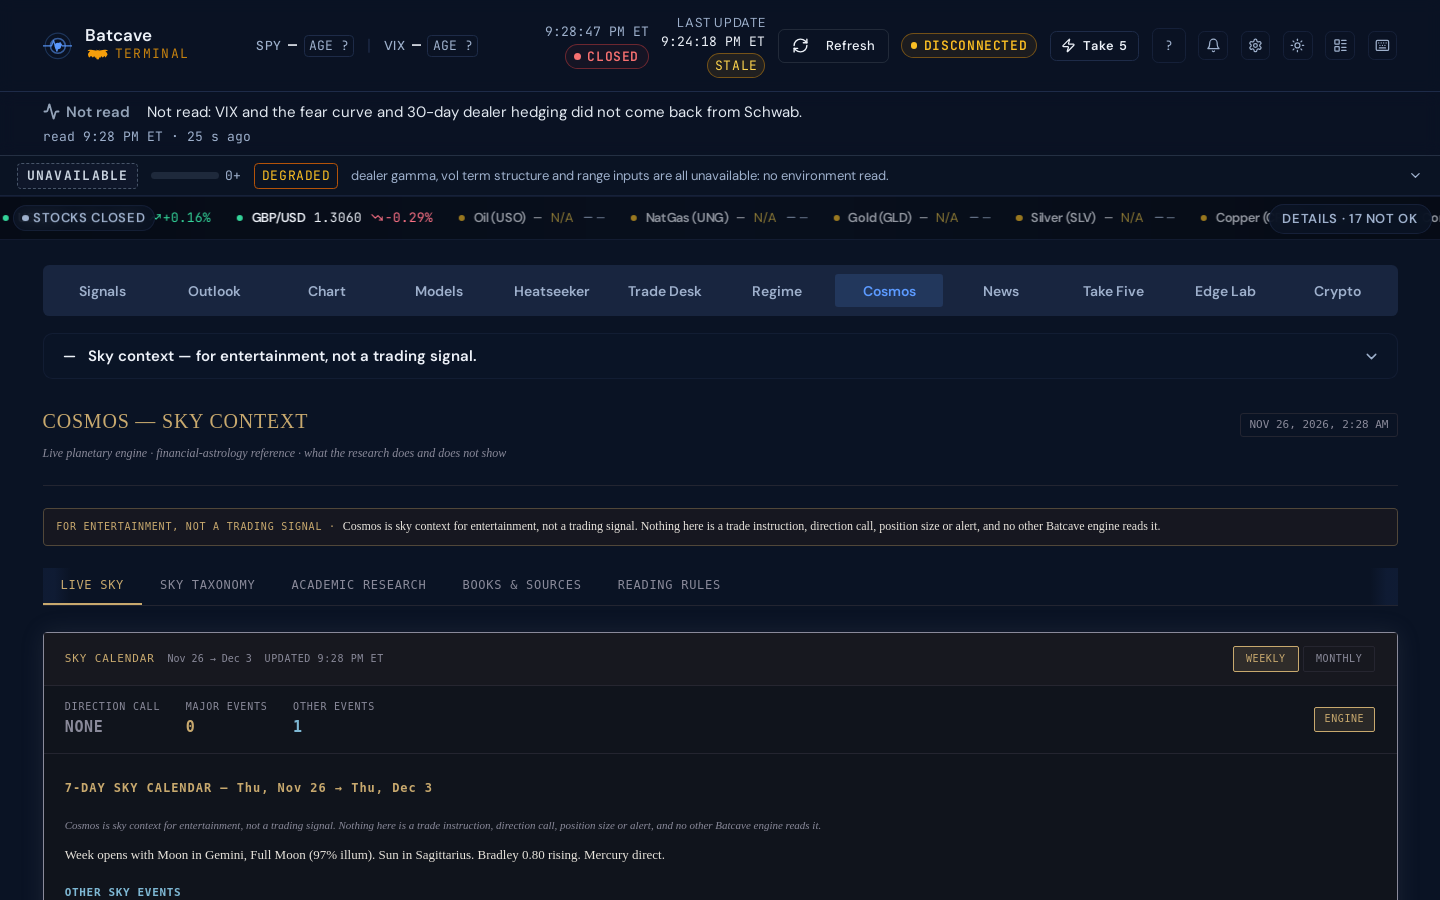 Batcave
TERMINAL
SPY — AGE ? | VIX — AGE ?
9:28:47 PM ET
CLOSED
LAST UPDATE
9:24:18 PM ET
STALE
Refresh
DISCONNECTED
Take 5
?
Not read Not read: VIX and the fear curve and 30-day dealer hedging did not come back from Schwab.
read 9:28 PM ET · 25 s ago
UNAVAILABLE 0+ DEGRADED dealer gamma, vol term structure and range inputs are all unavailable: no environment read.
STOCKS CLOSED +0.16% GBP/USD 1.3060 -0.29% Oil (USO) — N/A —— NatGas (UNG) — N/A —— Gold (GLD) — N/A —— Silver (SLV) — N/A —— Copper DETAILS · 17 NOT OK
Signals Outlook Chart Models Heatseeker Trade Desk Regime Cosmos News Take Five Edge Lab Crypto
— Sky context — for entertainment, not a trading signal.
COSMOS — SKY CONTEXT
NOV 26, 2026, 2:28 AM
Live planetary engine · financial-astrology reference · what the research does and does not show
FOR ENTERTAINMENT, NOT A TRADING SIGNAL · Cosmos is sky context for entertainment, not a trading signal. Nothing here is a trade instruction, direction call, position size or alert, and no other Batcave engine reads it.
LIVE SKY SKY TAXONOMY ACADEMIC RESEARCH BOOKS & SOURCES READING RULES
SKY CALENDAR Nov 26 → Dec 3 UPDATED 9:28 PM ET WEEKLY MONTHLY
DIRECTION CALL MAJOR EVENTS OTHER EVENTS
NONE 0 1
ENGINE
7-DAY SKY CALENDAR — Thu, Nov 26 → Thu, Dec 3
Cosmos is sky context for entertainment, not a trading signal. Nothing here is a trade instruction, direction call, position size or alert, and no other Batcave engine reads it.
Week opens with Moon in Gemini, Full Moon (97% illum). Sun in Sagittarius. Bradley 0.80 rising. Mercury direct.
OTHER SKY EVENTS